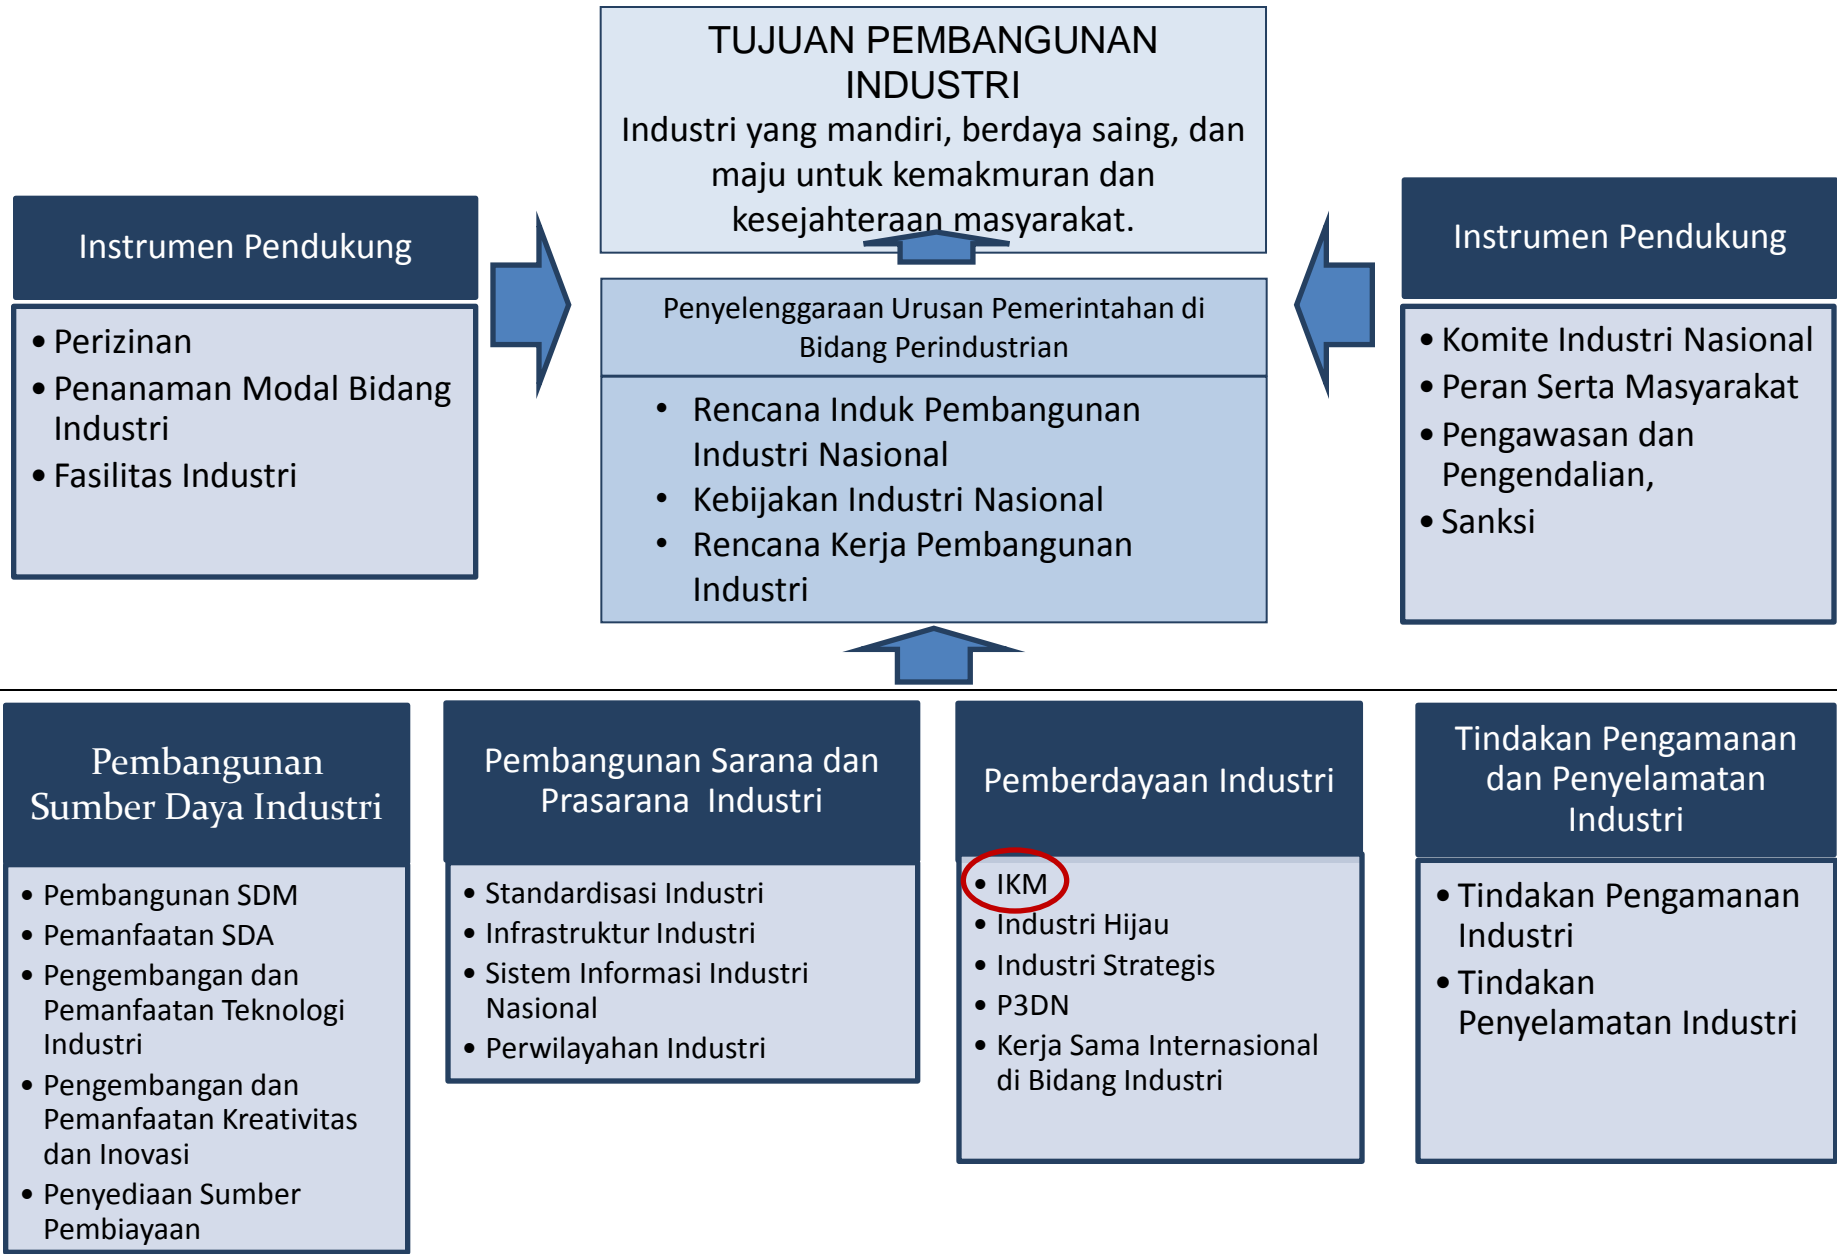 TUJUAN PEMBANGUNAN
INDUSTRI
Industri yang mandiri, berdaya saing, dan
maju untuk kemakmuran dan
kesejahteraan masyarakat.
Instrumen Pendukung
• Perizinan
• Penanaman Modal Bidang
Industri
• Fasilitas Industri
Penyelenggaraan Urusan Pemerintahan di
Bidang Perindustrian
• Rencana Induk Pembangunan
Industri Nasional
• Kebijakan Industri Nasional
• Rencana Kerja Pembangunan
Industri
Instrumen Pendukung
• Komite Industri Nasional
• Peran Serta Masyarakat
• Pengawasan dan
Pengendalian,
• Sanksi
Pembangunan
Sumber Daya Industri
• Pembangunan SDM
• Pemanfaatan SDA
• Pengembangan dan
Pemanfaatan Teknologi
Industri
• Pengembangan dan
Pemanfaatan Kreativitas
dan Inovasi
• Penyediaan Sumber
Pembiayaan
Pembangunan Sarana dan
Prasarana Industri
• Standardisasi Industri
• Infrastruktur Industri
• Sistem Informasi Industri
Nasional
• Perwilayahan Industri
Pemberdayaan Industri
• IKM
• Industri Hijau
• Industri Strategis
• P3DN
• Kerja Sama Internasional
di Bidang Industri
Tindakan Pengamanan
dan Penyelamatan
Industri
• Tindakan Pengamanan
Industri
• Tindakan
Penyelamatan Industri